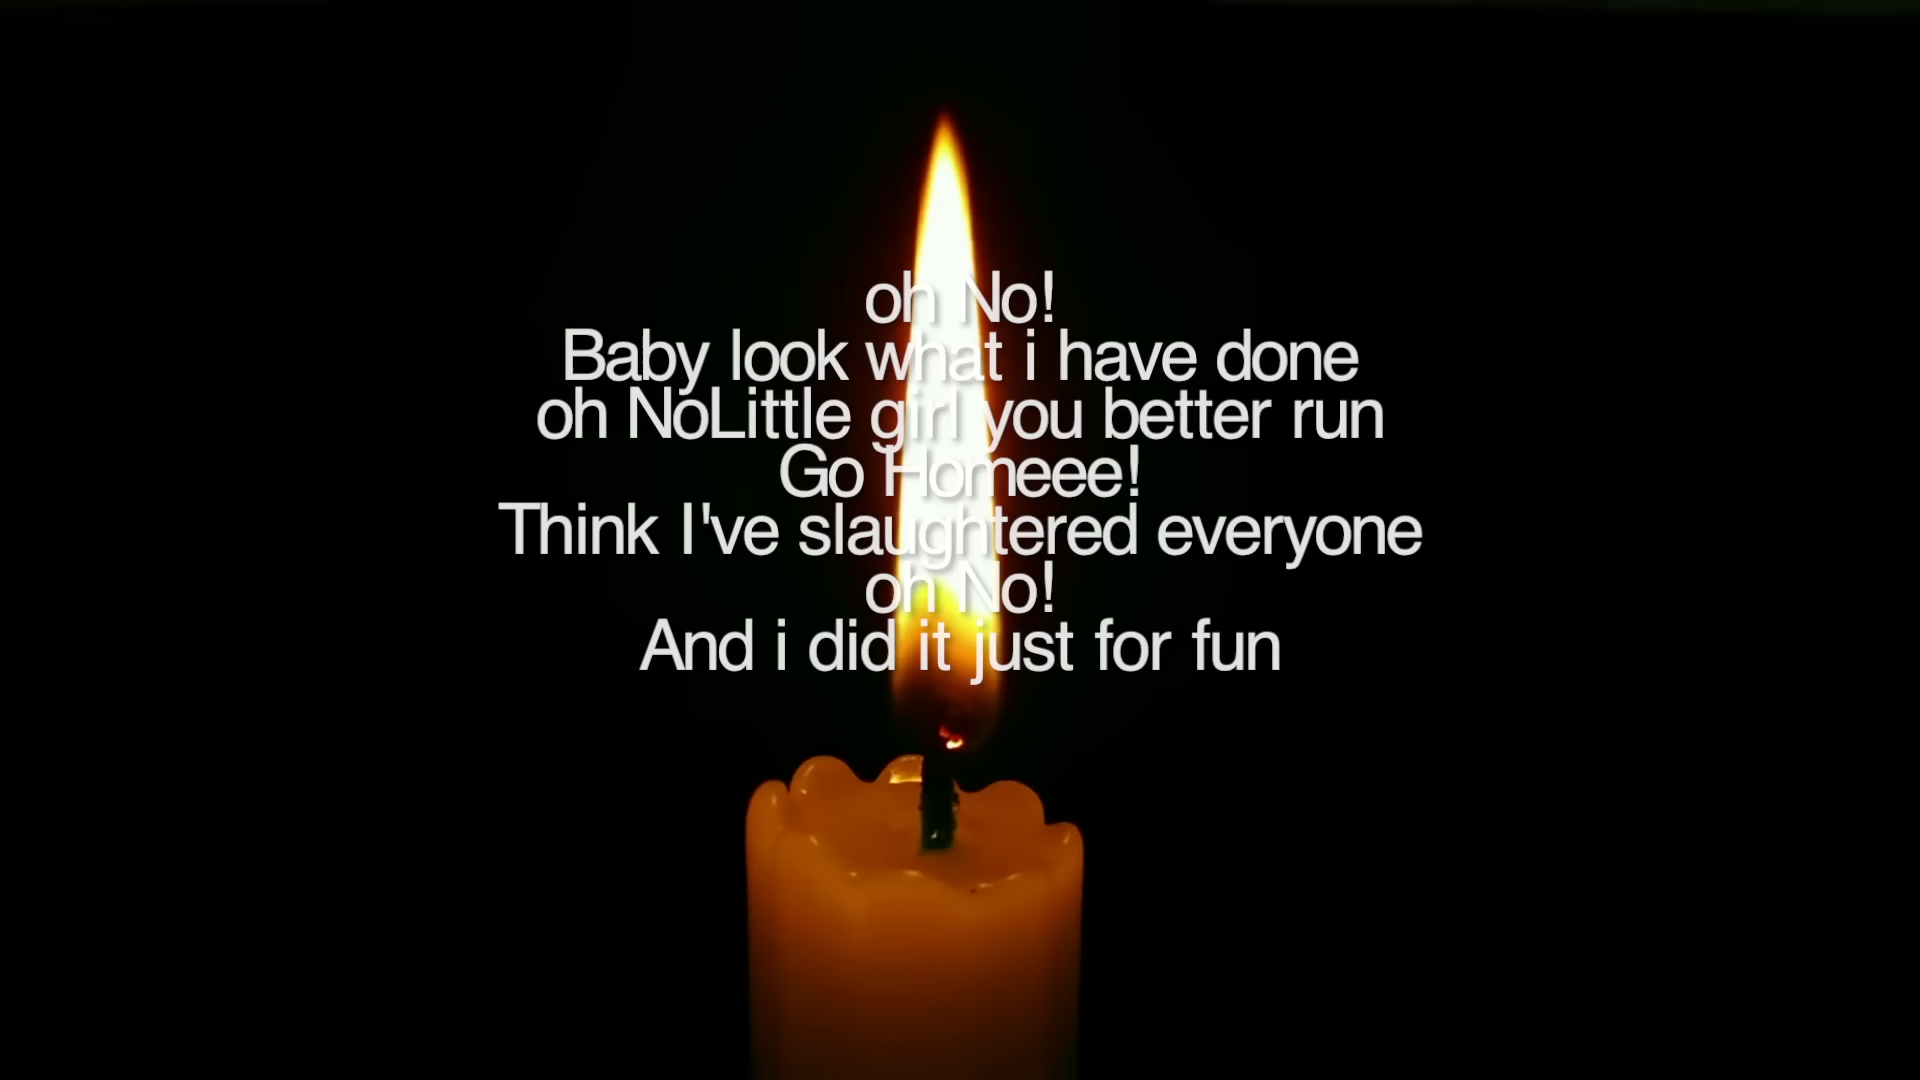 oh No!
Baby look what i have done
oh NoLittle girl you better run
Go Homeee!
Think I've slaughtered everyone
oh No!
And i did it just for fun